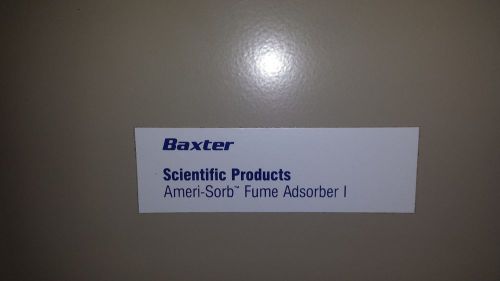 Baxter
Scientific Products
Ameri-Sorb™ Fume Adsorber I